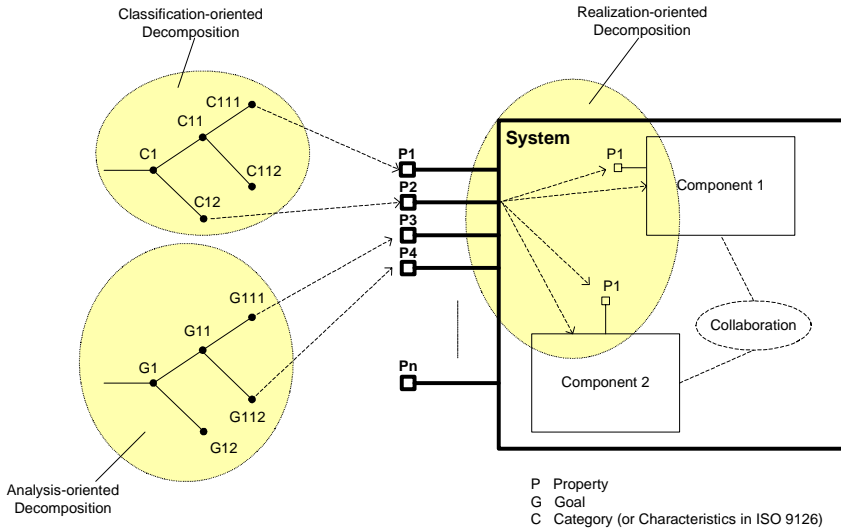 Classification-oriented
Decomposition
Realization-oriented
Decomposition
C111
C11
C1
C112
C12
P1
P2
P3
P4
Pn
System
P1
Component 1
P1
Collaboration
Component 2
G111
G11
G1
G112
G12
Analysis-oriented
Decomposition
P Property
G Goal
C Category (or Characteristics in ISO 9126)